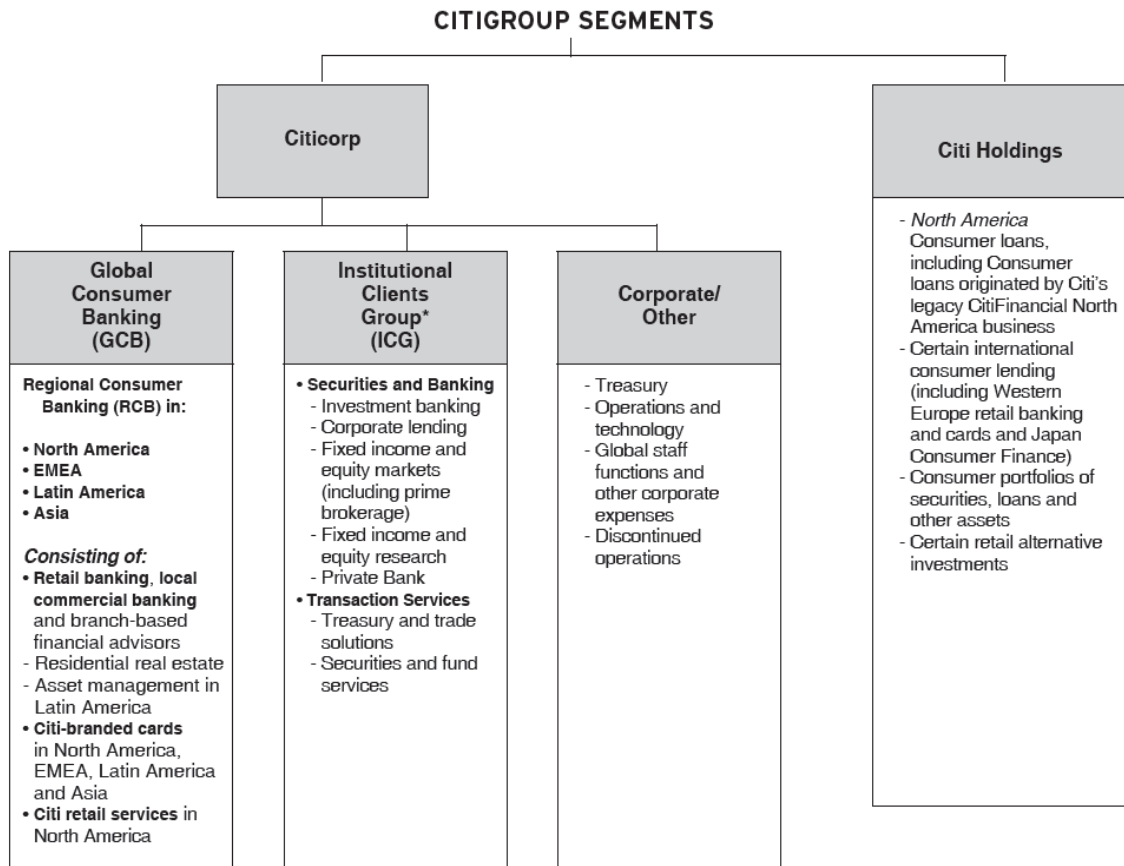 CITIGROUP SEGMENTS
Citicorp
Citi Holdings
- North America
Consumer loans,
including Consumer
loans originated by Citi's
legacy CitiFinancial North
America business
- Certain international
consumer lending
(including Western
Europe retail banking
and cards and Japan
Consumer Finance)
- Consumer portfolios of
securities, loans and
other assets
- Certain retail alternative
investments
Global
Consumer
Banking
(GCB)
Regional Consumer
Banking (RCB) in:
• North America
• EMEA
• Latin America
• Asia
Consisting of:
• Retail banking, local
commercial banking
and branch-based
financial advisors
- Residential real estate
- Asset management in
Latin America
• Citi-branded cards
in North America,
EMEA, Latin America
and Asia
• Citi retail services in
North America
Institutional
Clients
Group*
(ICG)
• Securities and Banking
- Investment banking
- Corporate lending
- Fixed income and
equity markets
(including prime
brokerage)
- Fixed income and
equity research
- Private Bank
• Transaction Services
- Treasury and trade
solutions
- Securities and fund
services
Corporate/
Other
- Treasury
- Operations and
technology
- Global staff
functions and
other corporate
expenses
- Discontinued
operations